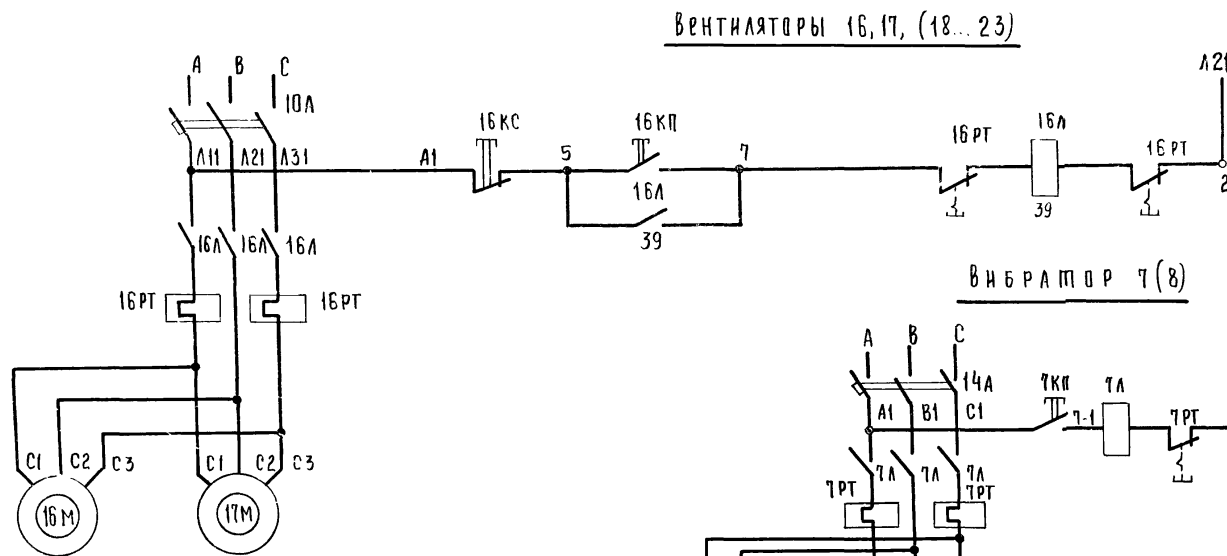 Вентиляторы 16,17, (18...23)
А В С
10А
Л11 Л21 Л31
А1
16КС
5
16КП
7
16Л
39
16РТ
16Л
39
16РТ
Л21
2
16Л 16Л 16Л
16РТ 16РТ
С1 С2 С3 С1 С2 С3
16М 17М
Вибратор 7(8)
А В С
14А
А1 В1 С1
7КП
7-1
7Л
7РТ
7Л 7Л 7Л
7РТ 7РТ